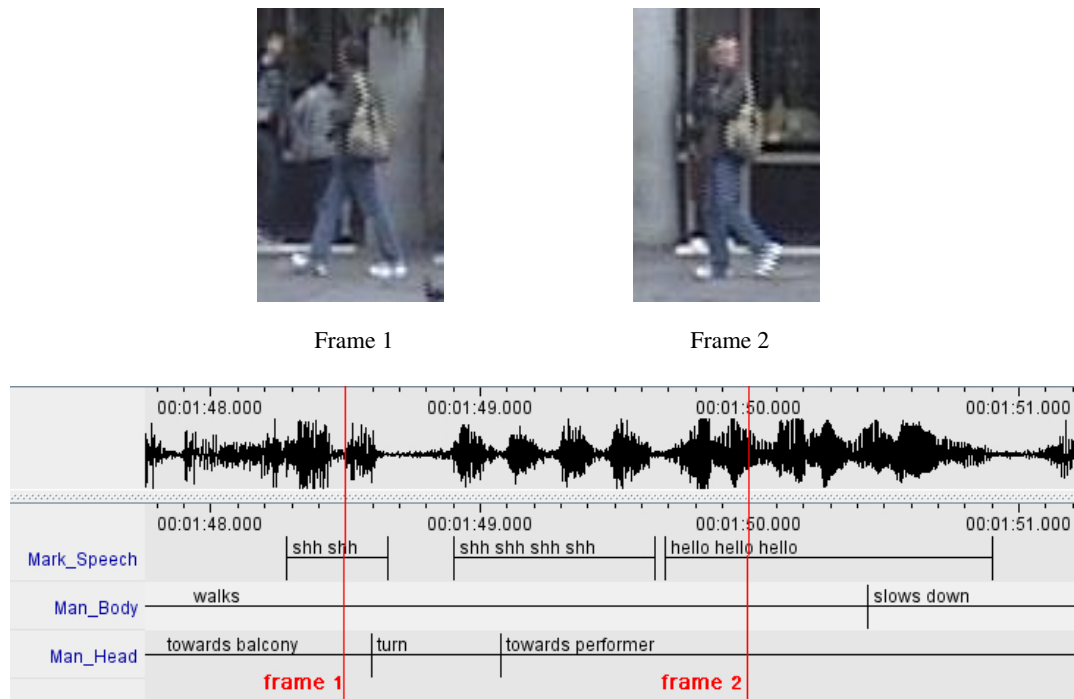 Frame 1 Frame 2
00:01:48.000 00:01:49.000 00:01:50.000 00:01:51.000
00:01:48.000 00:01:49.000 00:01:50.000 00:01:51.000
Mark_Speech shh shh shh shh shh shh hello hello hello
Man_Body walks slows down
Man_Head towards balcony turn towards performer
frame 1 frame 2